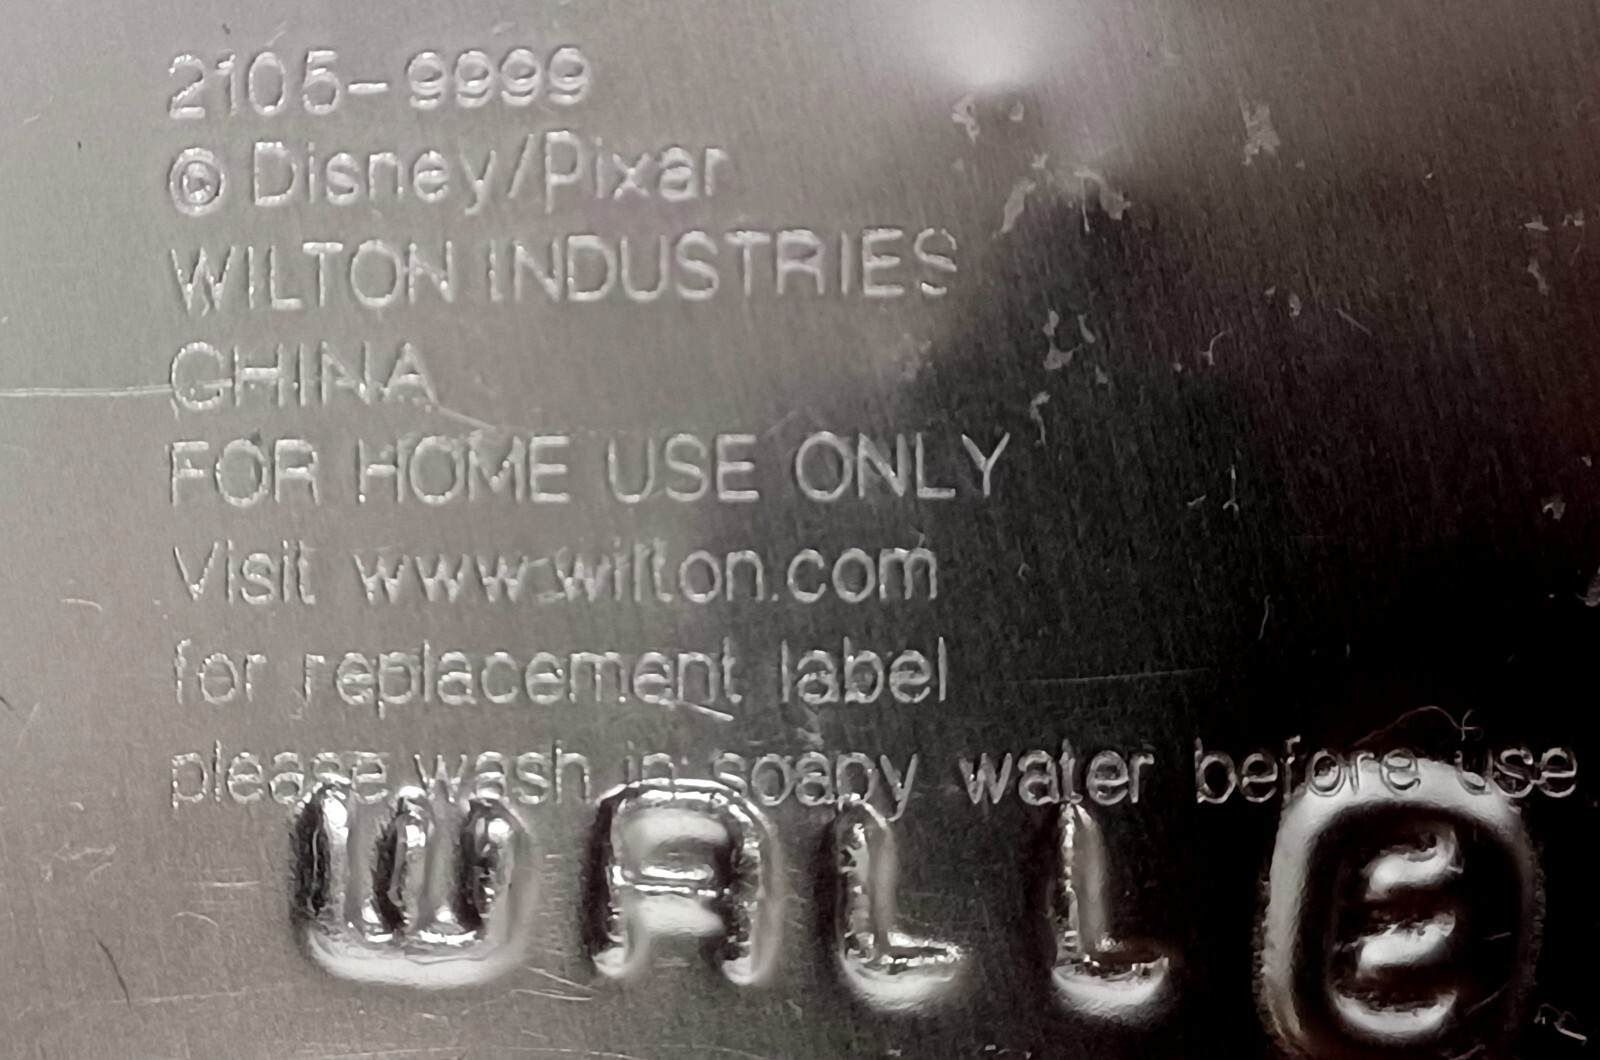 2105-9999
© Disney/Pixar
WILTON INDUSTRIES
CHINA
FOR HOME USE ONLY
Visit www.wilton.com
for replacement label
please wash in soapy water before use
WALL E